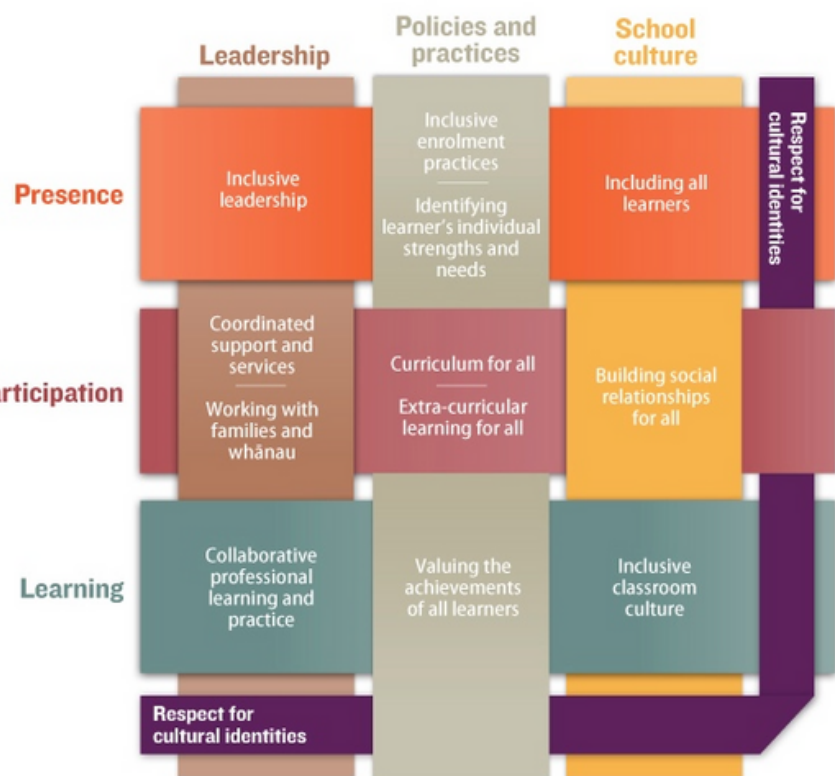 Leadership
Policies and
practices
School
culture
Presence
Inclusive
leadership
Inclusive
enrolment
practices
Identifying
learner's individual
strengths and
needs
Including all
learners
Respect for
cultural identities
articipation
Coordinated
support and
services
Working with
families and
whānau
Curriculum for all
Extra-curricular
learning for all
Building social
relationships
for all
Learning
Collaborative
professional
learning and
practice
Valuing the
achievements
of all learners
Inclusive
classroom
culture
Respect for
cultural identities